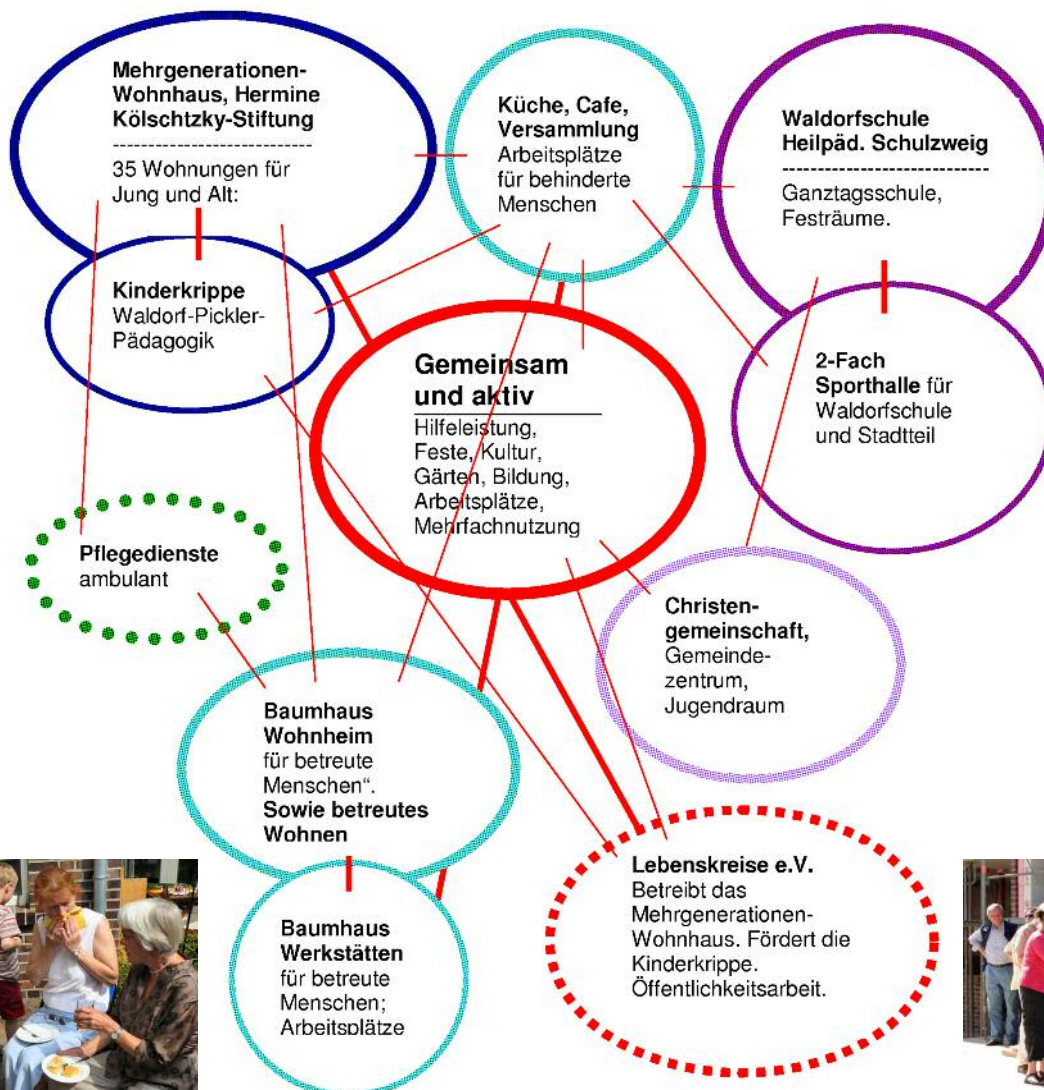 Mehrgenerationen-
Wohnhaus, Hermine
Kölschtzky-Stiftung
-----------------------------
35 Wohnungen für
Jung und Alt:
Küche, Cafe,
Versammlung
Arbeitsplätze
für behinderte
Menschen
Waldorfschule
Heilpäd. Schulzweig
-------------------------------
Ganztagsschule,
Festräume.
Kinderkrippe
Waldorf-Pickler-
Pädagogik
Gemeinsam
und aktiv
Hilfeleistung,
Feste, Kultur,
Gärten, Bildung,
Arbeitsplätze,
Mehrfachnutzung
2-Fach
Sporthalle für
Waldorfschule
und Stadtteil
Pflegedienste
ambulant
Christen-
gemeinschaft,
Gemeinde-
zentrum,
Jugendraum
Baumhaus
Wohnheim
für betreute
Menschen“.
Sowie betreutes
Wohnen
Lebenskreise e.V.
Betreibt das
Mehrgenerationen-
Wohnhaus. Fördert die
Kinderkrippe.
Öffentlichkeitsarbeit.
Baumhaus
Werkstätten
für betreute
Menschen;
Arbeitsplätze